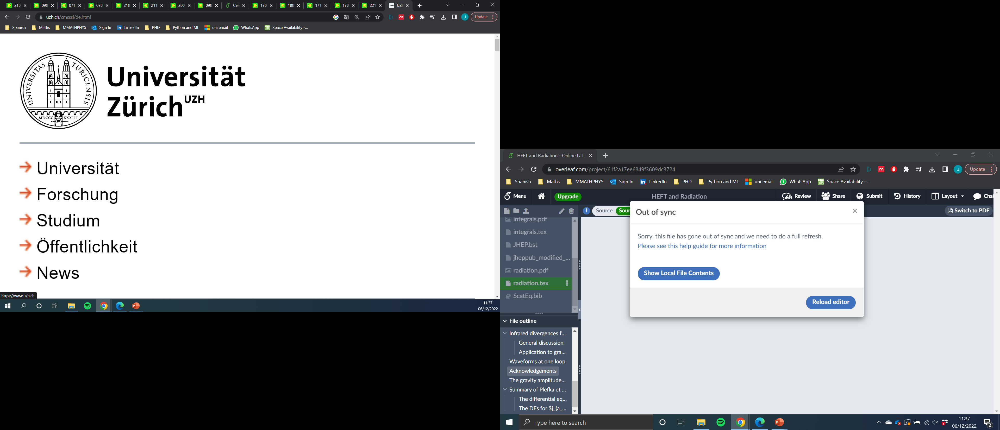 210
090
071
070
210
211
200
090
Cel
170
180
171
170
221
UZH
uzh.ch/cmsssl/de.html
Update
Spanish
Maths
MMATHPHYS
Sign In
LinkedIn
PHD
Python and ML
uni email
WhatsApp
Space Availability -...
UNIVERSITAS TURICENSIS
MDCCC XXXIII
Universität
Zürich UZH
Universität
Forschung
Studium
Öffentlichkeit
News
https://www.uzh.ch
11:37
06/12/2022
HEFT and Radiation - Online LaTe
overleaf.com/project/61f2a17ee6849f3609dc3724
Update
Spanish
Maths
MMATHPHYS
Sign In
LinkedIn
PHD
Python and ML
uni email
WhatsApp
Space Availability -...
Menu
Upgrade
HEFT and Radiation
Review
Share
Submit
History
Layout
Chat
Source
Sour
Switch to PDF
integrals.pdf
integrals.tex
JHEP.bst
jheppub_modified_...
radiation.pdf
radiation.tex
ScatEq.bib
File outline
Infrared divergences f...
General discussion
Application to gra...
Waveforms at one loop
Acknowledgements
The gravity amplitude...
Summary of Plefka et ...
The differential eq...
The DEs for $j_{a_...
Out of sync
Sorry, this file has gone out of sync and we need to do a full refresh.
Please see this help guide for more information
Show Local File Contents
Reload editor
Type here to search
11:37
06/12/2022
2